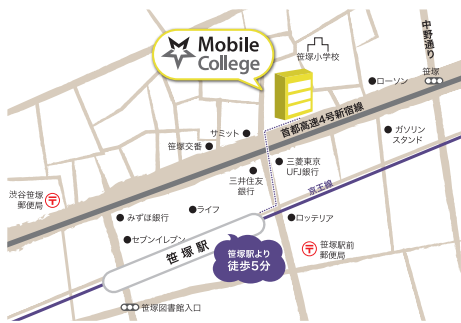 Mobile
College
笹塚小学校
中野通り
笹塚
ローソン
首都高速4号新宿線
サミット
笹塚交番
ガソリン
スタンド
三菱東京
UFJ銀行
三井住友
銀行
京王線
渋谷笹塚
郵便局
みずほ銀行
ライフ
ロッテリア
セブンイレブン
笹塚駅
笹塚駅より
徒歩5分
笹塚駅前
郵便局
笹塚図書館入口